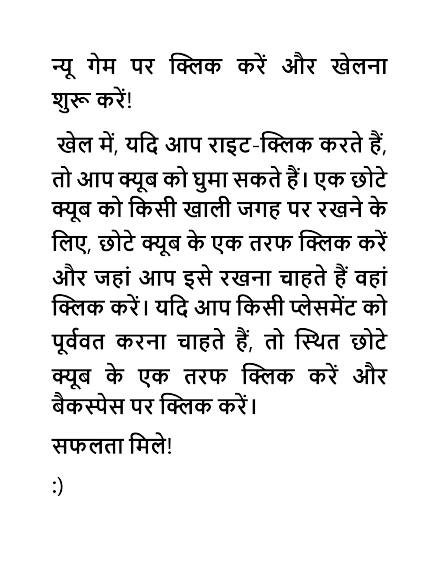 न्यू गेम पर क्लिक करें और खेलना
शुरू करें!
खेल में, यदि आप राइट-क्लिक करते हैं,
तो आप क्यूब को घुमा सकते हैं। एक छोटे
क्यूब को किसी खाली जगह पर रखने के
लिए, छोटे क्यूब के एक तरफ क्लिक करें
और जहां आप इसे रखना चाहते हैं वहां
क्लिक करें। यदि आप किसी प्लेसमेंट को
पूर्ववत करना चाहते हैं, तो स्थित छोटे
क्यूब के एक तरफ क्लिक करें और
बैकस्पेस पर क्लिक करें।
सफलता मिले!
:)